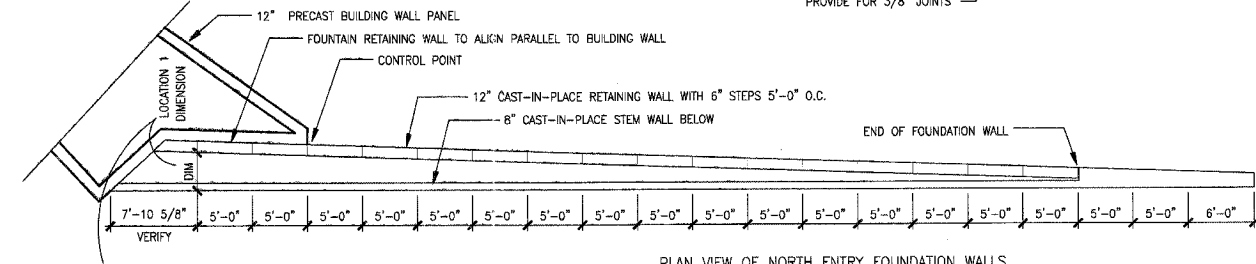 PROVIDE FOR 3/8" JOINTS
12" PRECAST BUILDING WALL PANEL
FOUNTAIN RETAINING WALL TO ALIGN PARALLEL TO BUILDING WALL
CONTROL POINT
LOCATION 1
DIMENSION
12" CAST-IN-PLACE RETAINING WALL WITH 6" STEPS 5'-0" O.C.
8" CAST-IN-PLACE STEM WALL BELOW
END OF FOUNDATION WALL
DIM
7'-10 5/8" 5'-0" 5'-0" 5'-0" 5'-0" 5'-0" 5'-0" 5'-0" 5'-0" 5'-0" 5'-0" 5'-0" 5'-0" 5'-0" 5'-0" 5'-0" 5'-0" 5'-0" 5'-0" 6'-0"
VERIFY
PLAN VIEW OF NORTH ENTRY FOUNDATION WALLS